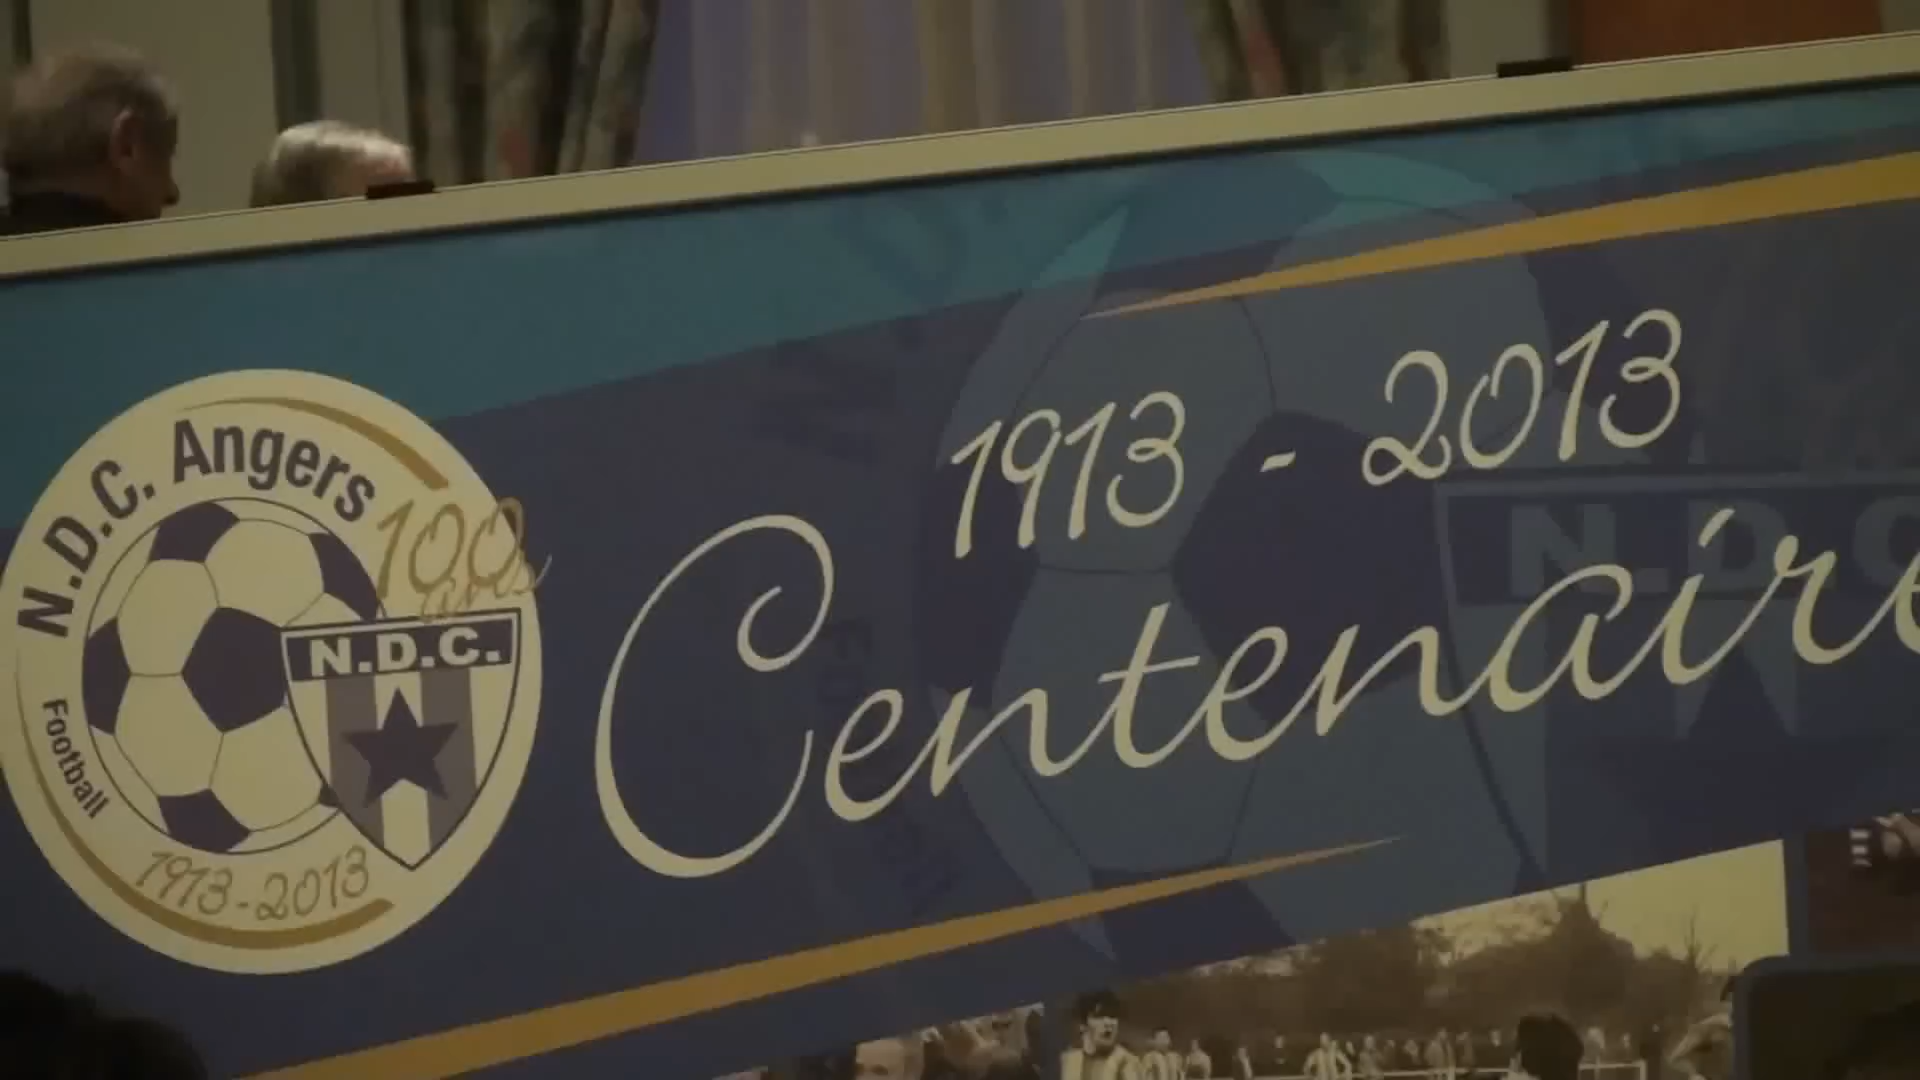 N.D.C. Angers
100
ans
N.D.C.
Football
1913-2013
1913 - 2013
Centenaire
N.D.C